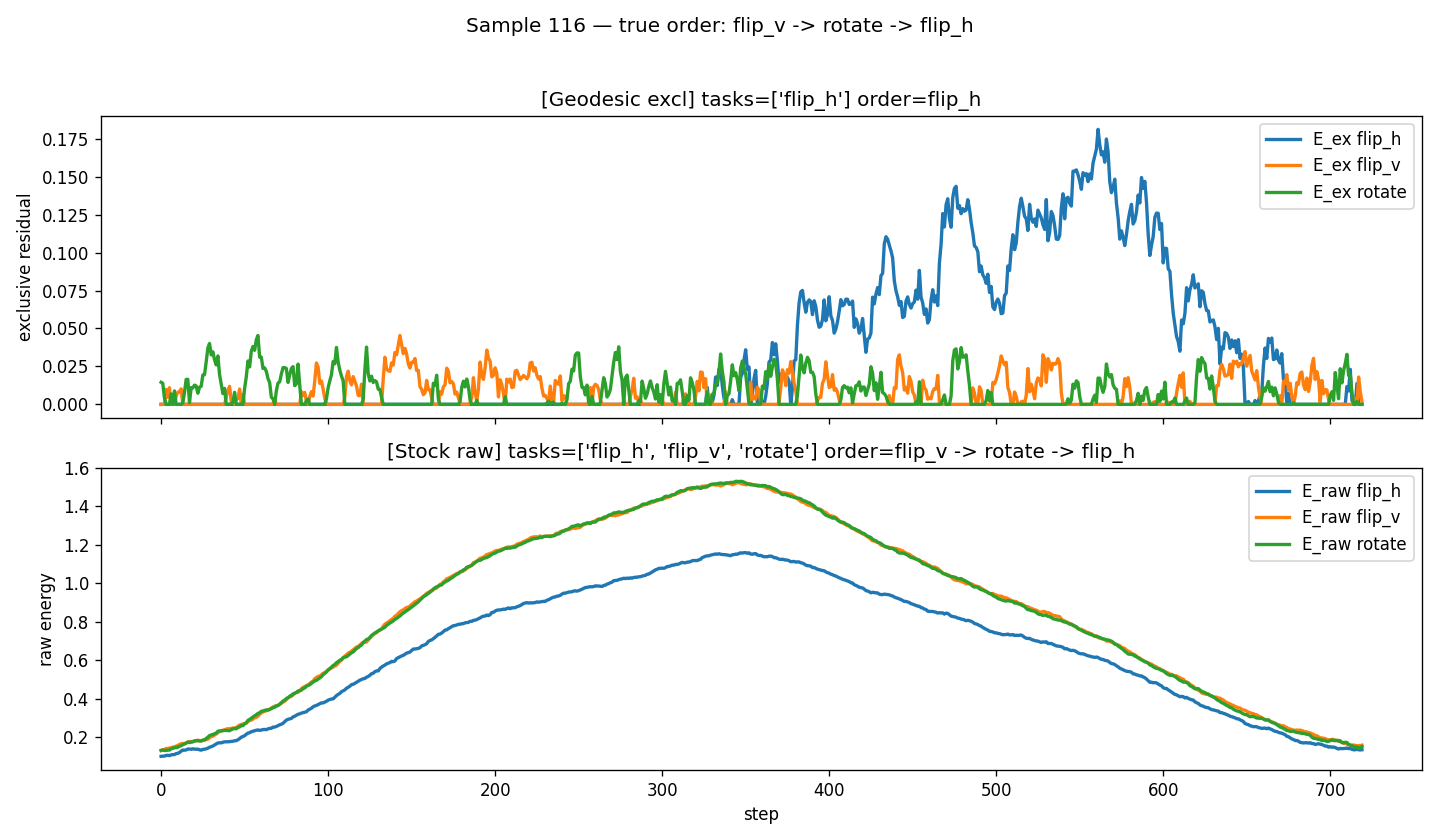 Sample 116 — true order: flip_v -> rotate -> flip_h
[Geodesic excl] tasks=['flip_h'] order=flip_h
exclusive residual
0.175
0.150
0.125
0.100
0.075
0.050
0.025
0.000
E_ex flip_h
E_ex flip_v
E_ex rotate
[Stock raw] tasks=['flip_h', 'flip_v', 'rotate'] order=flip_v -> rotate -> flip_h
raw energy
1.6
1.4
1.2
1.0
0.8
0.6
0.4
0.2
E_raw flip_h
E_raw flip_v
E_raw rotate
0 100 200 300 400 500 600 700
step